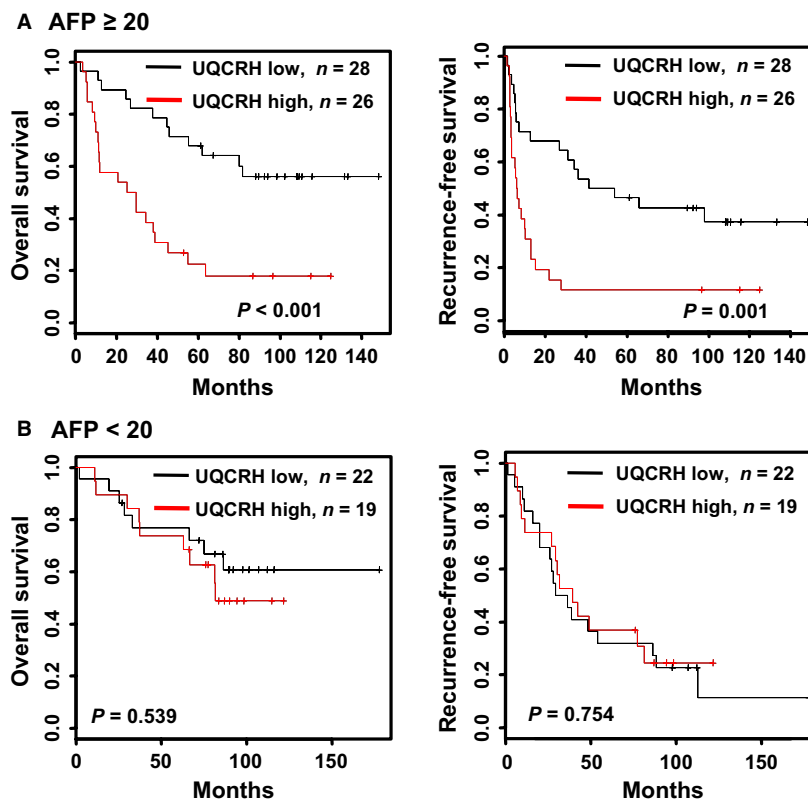 A AFP ≥ 20
Overall survival
0.0 0.2 0.4 0.6 0.8 1.0
UQCRH low, n = 28
UQCRH high, n = 26
P < 0.001
0 20 40 60 80 100 120 140
Months
Recurrence-free survival
0.0 0.2 0.4 0.6 0.8 1.0
UQCRH low, n = 28
UQCRH high, n = 26
P = 0.001
0 20 40 60 80 100 120 140
Months
B AFP < 20
Overall survival
0.0 0.2 0.4 0.6 0.8 1.0
UQCRH low, n = 22
UQCRH high, n = 19
P = 0.539
0 50 100 150
Months
Recurrence-free survival
0.0 0.2 0.4 0.6 0.8 1.0
UQCRH low, n = 22
UQCRH high, n = 19
P = 0.754
0 50 100 150
Months